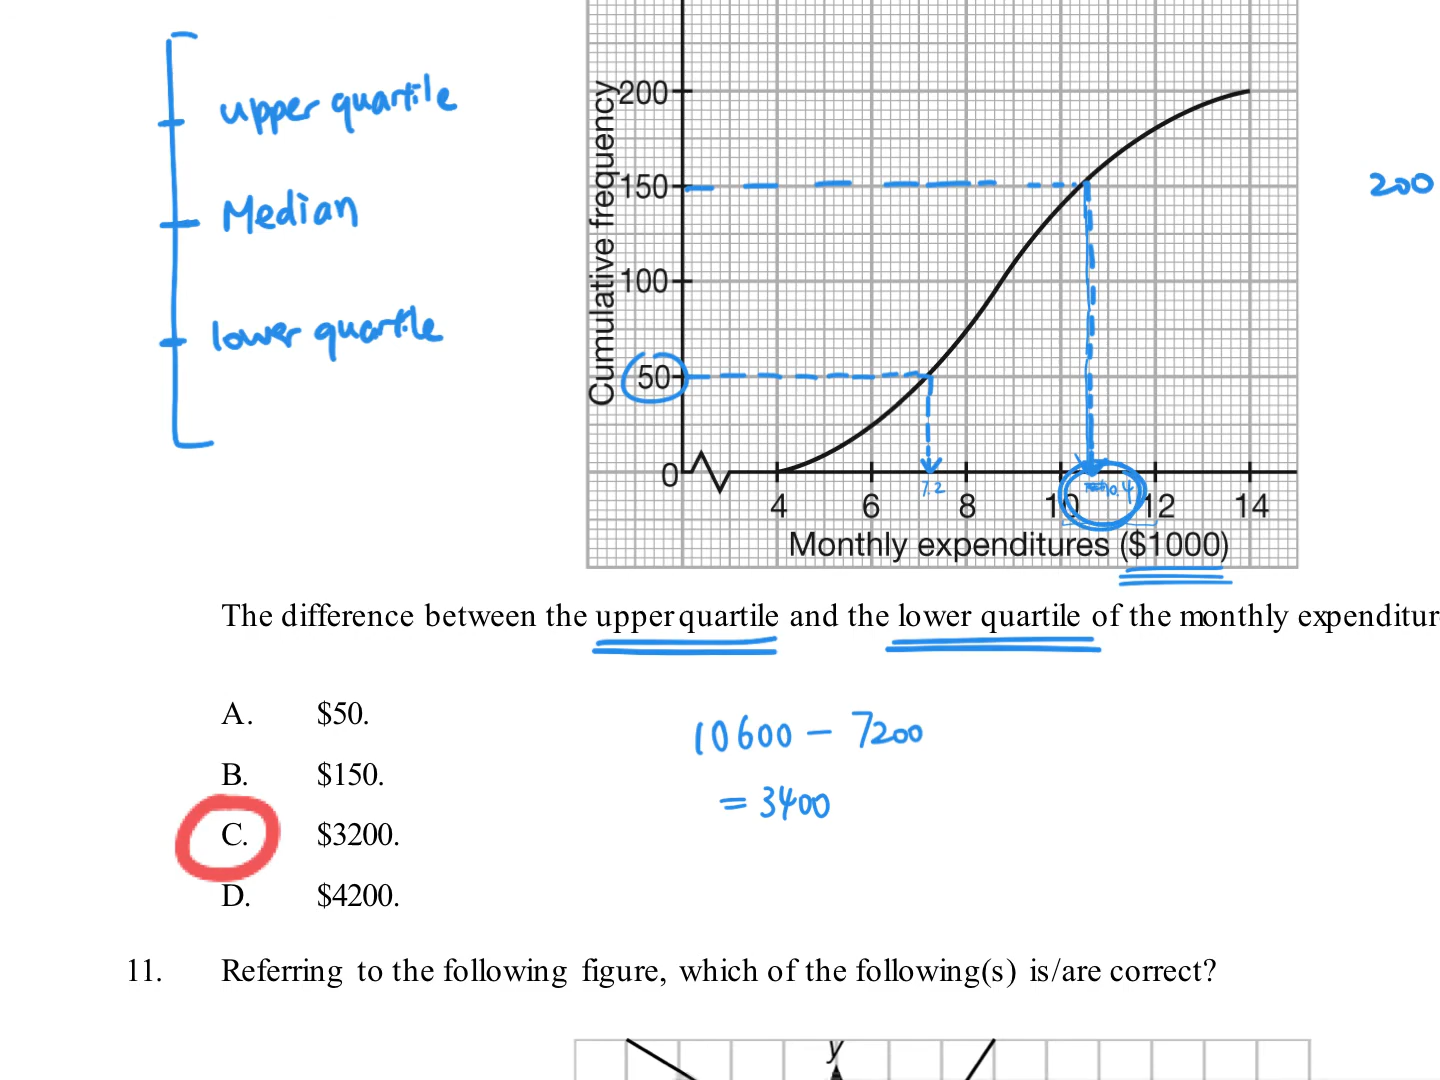 upper quartile
Median
lower quartile
Cumulative frequency
200
150
100
50
0
4 6 8 10 12 14
7.2
10.4
Monthly expenditures ($1000)
200
The difference between the upper quartile and the lower quartile of the monthly
A. $50.
B. $150.
C. $3200.
D. $4200.
10600 - 7200
= 3400
11. Referring to the following figure, which of the following(s) is/are correct?
y